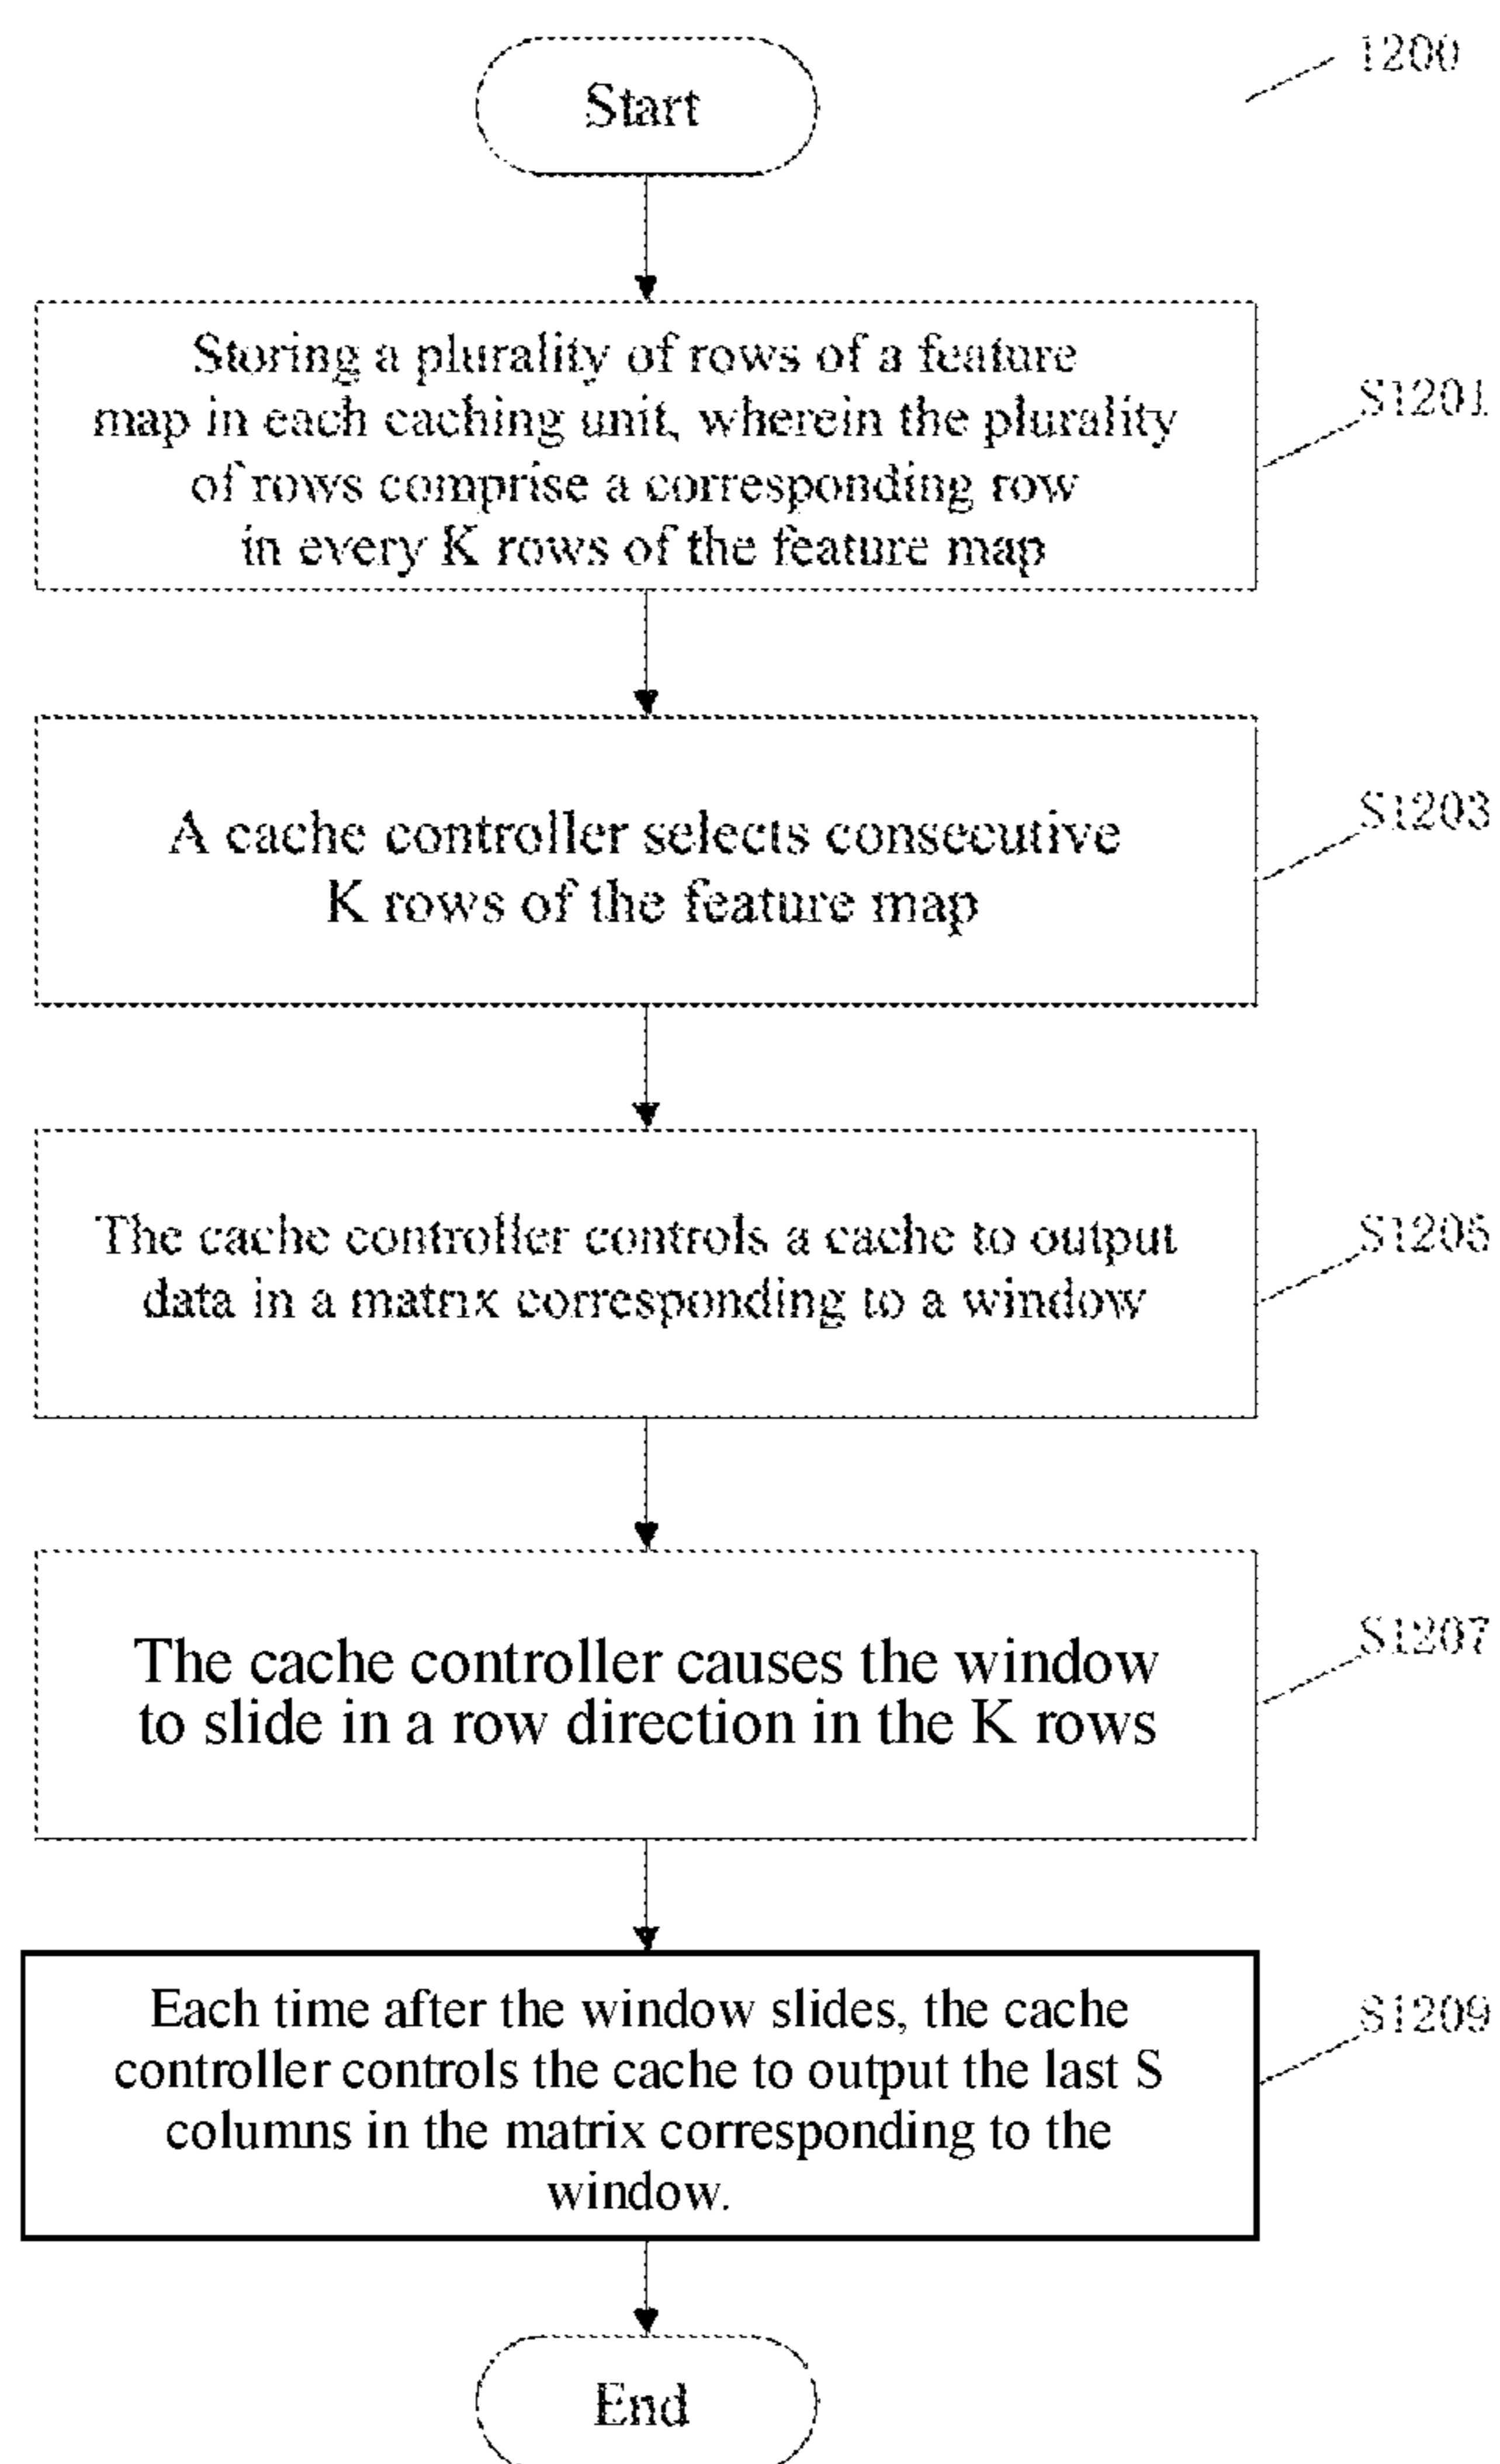 Start
1200
Storing a plurality of rows of a feature
map in each caching unit, wherein the plurality
of rows comprise a corresponding row
in every K rows of the feature map
S1201
A cache controller selects consecutive
K rows of the feature map
S1203
The cache controller controls a cache to output
data in a matrix corresponding to a window
S1205
The cache controller causes the window
to slide in a row direction in the K rows
S1207
Each time after the window slides, the cache
controller controls the cache to output the last S
columns in the matrix corresponding to the
window.
S1209
End